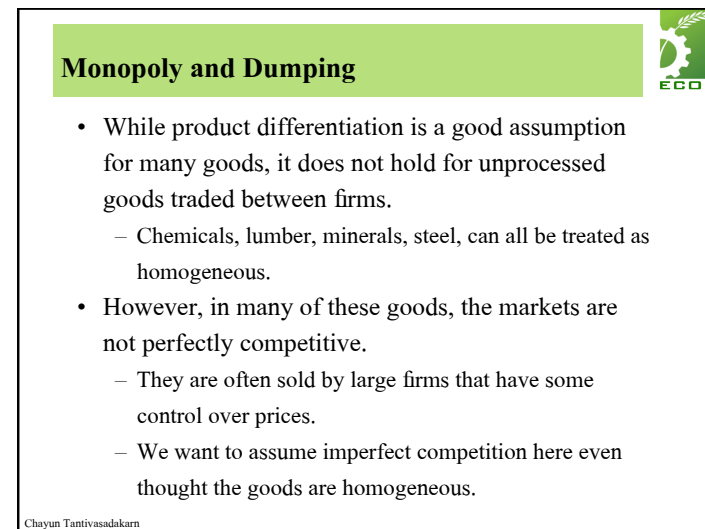 Monopoly and Dumping
ECO
• While product differentiation is a good assumption
for many goods, it does not hold for unprocessed
goods traded between firms.
– Chemicals, lumber, minerals, steel, can all be treated as
homogeneous.
• However, in many of these goods, the markets are
not perfectly competitive.
– They are often sold by large firms that have some
control over prices.
– We want to assume imperfect competition here even
thought the goods are homogeneous.
Chayun Tantivasadakarn